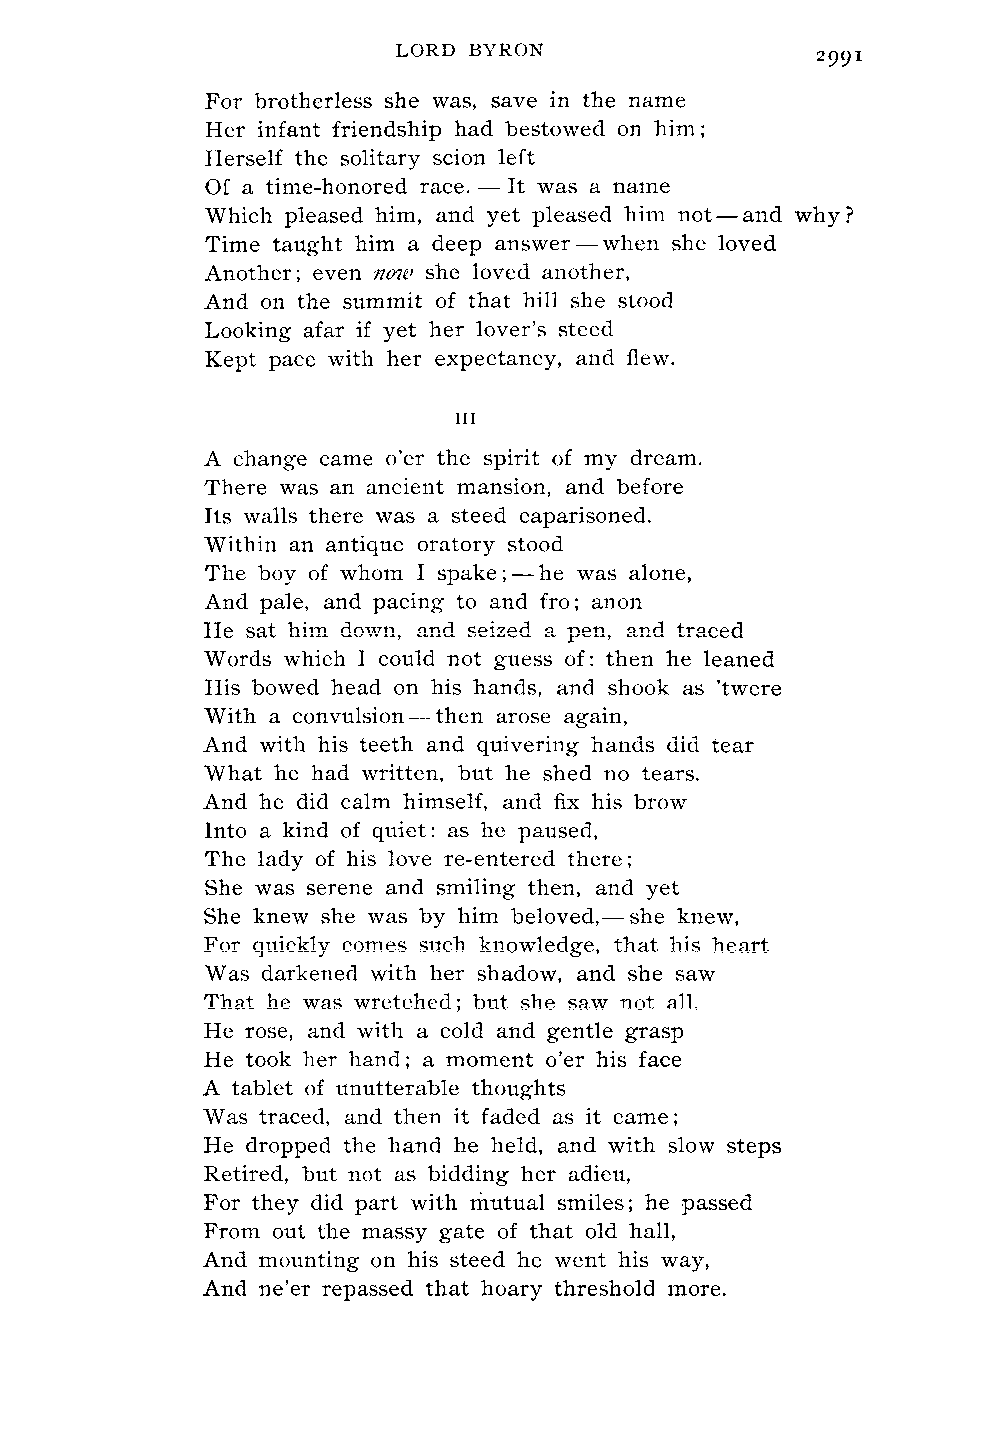 LORD BYRON 2991
For brotherless she was, save in the name
Her infant friendship had bestowed on him;
Herself the solitary scion left
Of a time-honored race. — It was a name
Which pleased him, and yet pleased him not — and why?
Time taught him a deep answer — when she loved
Another; even now she loved another,
And on the summit of that hill she stood
Looking afar if yet her lover's steed
Kept pace with her expectancy, and flew.
III
A change came o'er the spirit of my dream.
There was an ancient mansion, and before
Its walls there was a steed caparisoned.
Within an antique oratory stood
The boy of whom I spake; — he was alone,
And pale, and pacing to and fro; anon
He sat him down, and seized a pen, and traced
Words which I could not guess of: then he leaned
His bowed head on his hands, and shook as 'twere
With a convulsion — then arose again,
And with his teeth and quivering hands did tear
What he had written, but he shed no tears.
And he did calm himself, and fix his brow
Into a kind of quiet: as he paused,
The lady of his love re-entered there;
She was serene and smiling then, and yet
She knew she was by him beloved,— she knew,
For quickly comes such knowledge, that his heart
Was darkened with her shadow, and she saw
That he was wretched; but she saw not all.
He rose, and with a cold and gentle grasp
He took her hand; a moment o'er his face
A tablet of unutterable thoughts
Was traced, and then it faded as it came;
He dropped the hand he held, and with slow steps
Retired, but not as bidding her adieu,
For they did part with mutual smiles; he passed
From out the massy gate of that old hall,
And mounting on his steed he went his way,
And ne'er repassed that hoary threshold more.